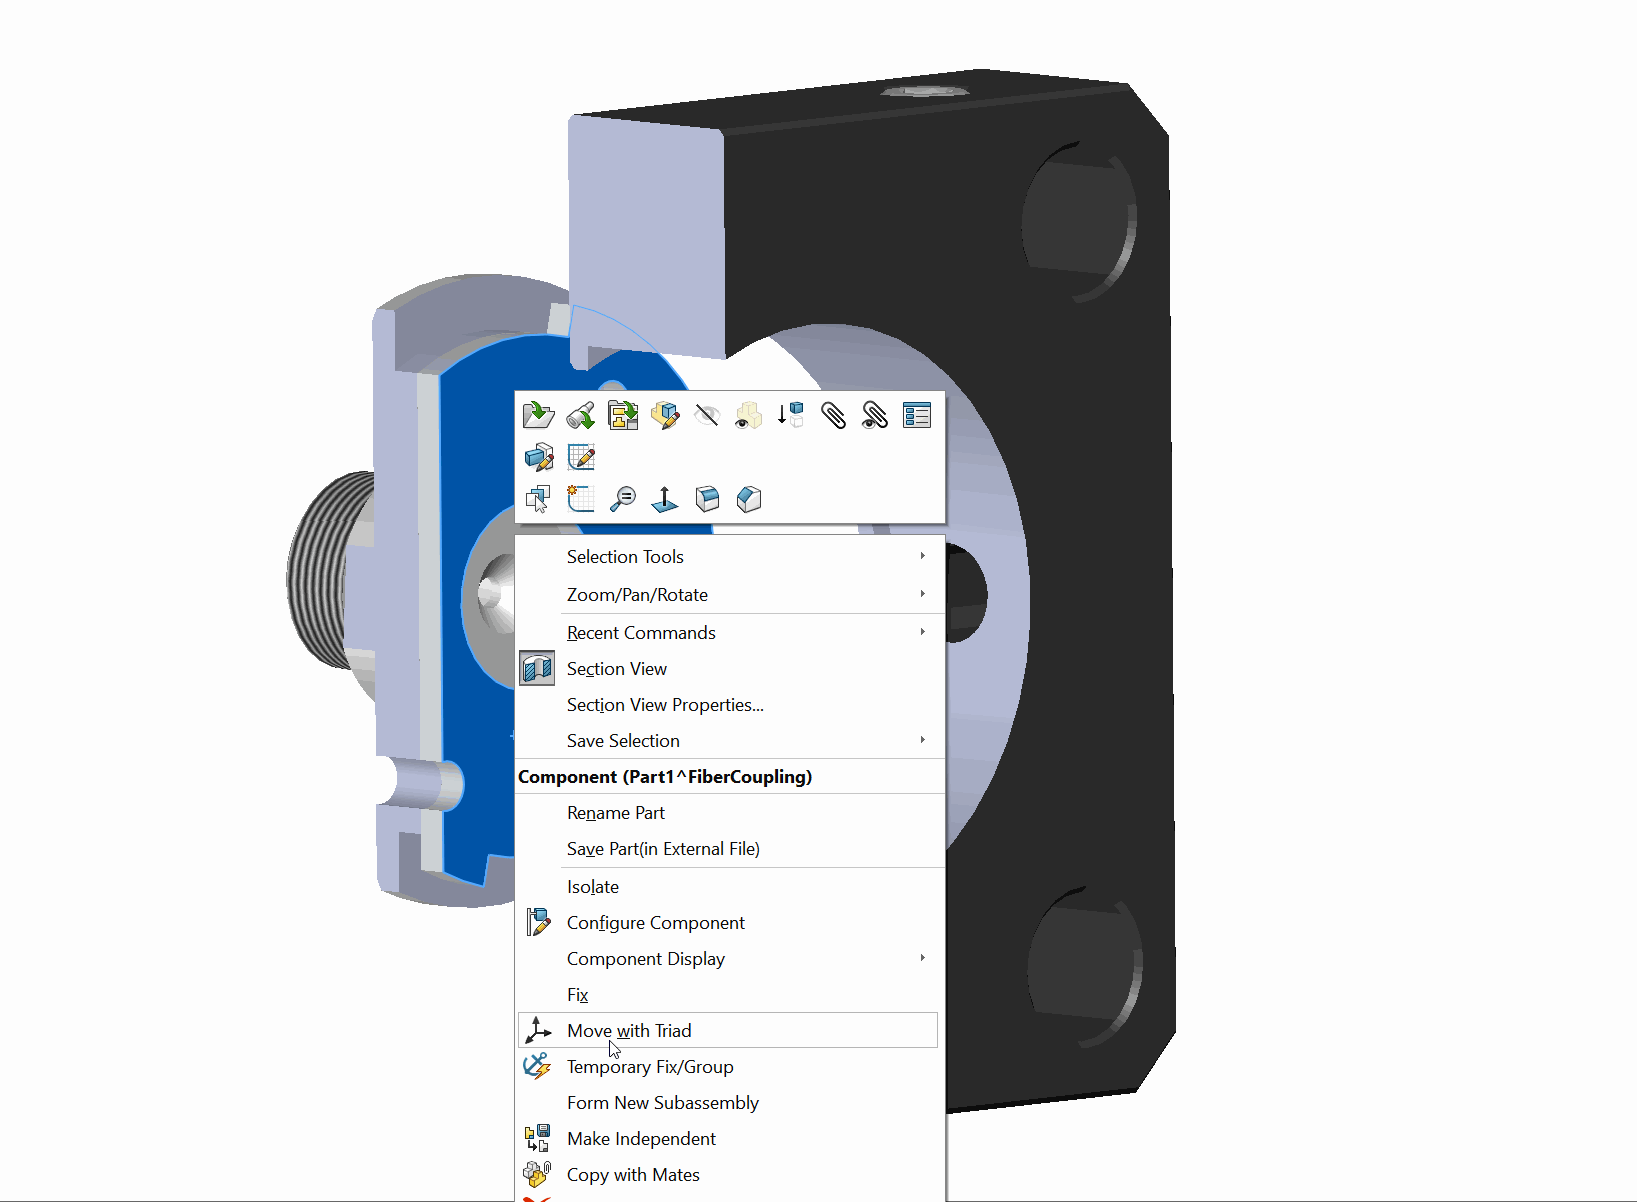 Selection Tools
Zoom/Pan/Rotate
Recent Commands
Section View
Section View Properties...
Save Selection
Component (Part1^FiberCoupling)
Rename Part
Save Part(in External File)
Isolate
Configure Component
Component Display
Fix
Move with Triad
Temporary Fix/Group
Form New Subassembly
Make Independent
Copy with Mates